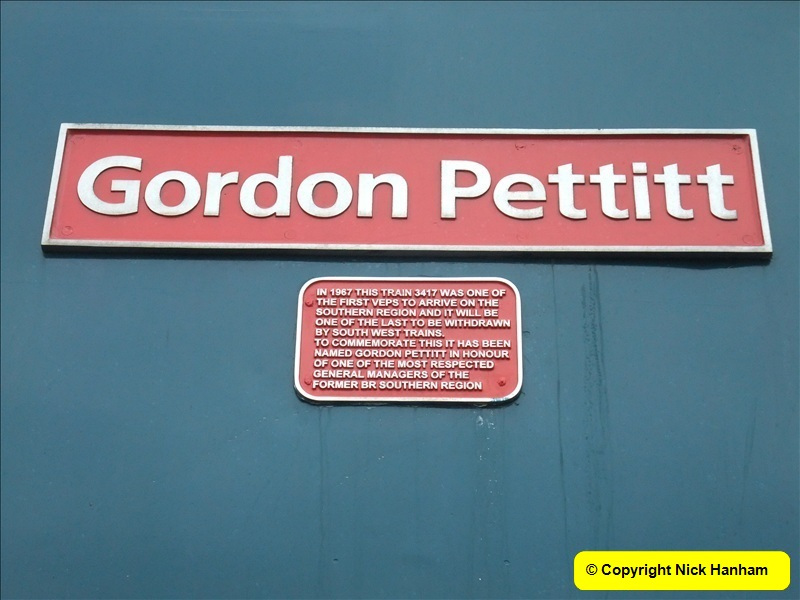 Gordon Pettitt
IN 1967 THIS TRAIN 3417 WAS ONE OF
THE FIRST VEPS TO ARRIVE ON THE
SOUTHERN REGION AND IT WILL BE
ONE OF THE LAST TO BE WITHDRAWN
BY SOUTH WEST TRAINS.
TO COMMEMORATE THIS IT HAS BEEN
NAMED GORDON PETTITT IN HONOUR
OF ONE OF THE MOST RESPECTED
GENERAL MANAGERS OF THE
FORMER BR SOUTHERN REGION
© Copyright Nick Hanham